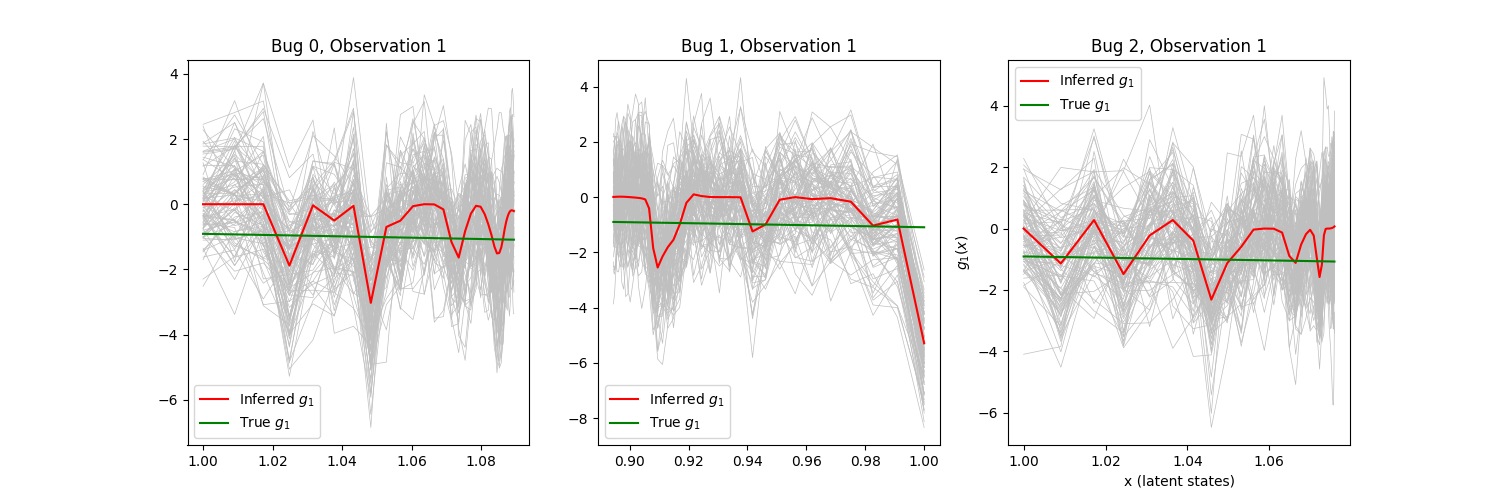 Bug 0, Observation 1
4
2
0
−2
−4
−6
1.00 1.02 1.04 1.06 1.08
Inferred g₁
True g₁
Bug 1, Observation 1
4
2
0
−2
−4
−6
−8
0.90 0.92 0.94 0.96 0.98 1.00
Inferred g₁
True g₁
Bug 2, Observation 1
Inferred g₁
True g₁
g₁(x)
4
2
0
−2
−4
−6
1.00 1.02 1.04 1.06
x (latent states)